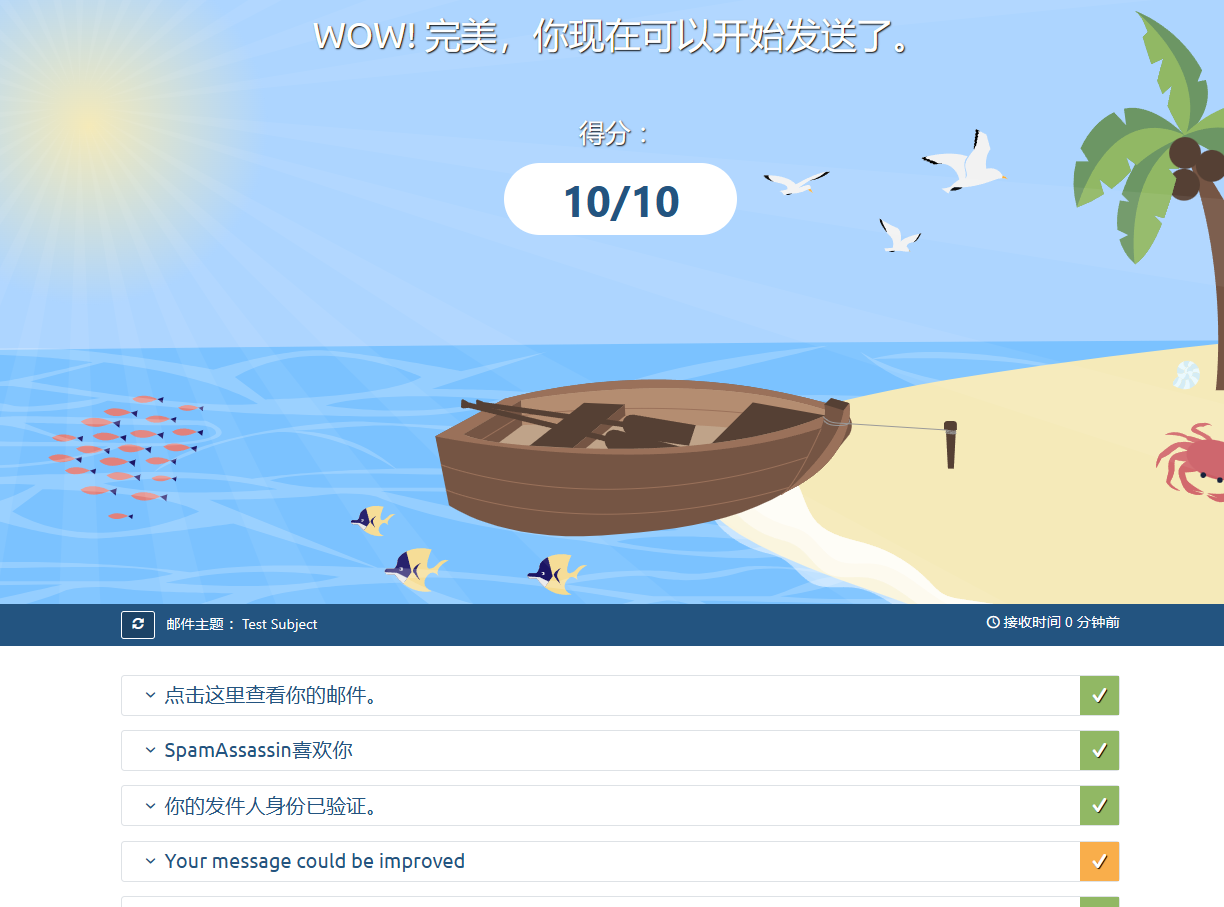 WOW! 完美，你现在可以开始发送了。
得分：
10/10
邮件主题： Test Subject
接收时间 0 分钟前
点击这里查看你的邮件。
SpamAssassin喜欢你
你的发件人身份已验证。
Your message could be improved